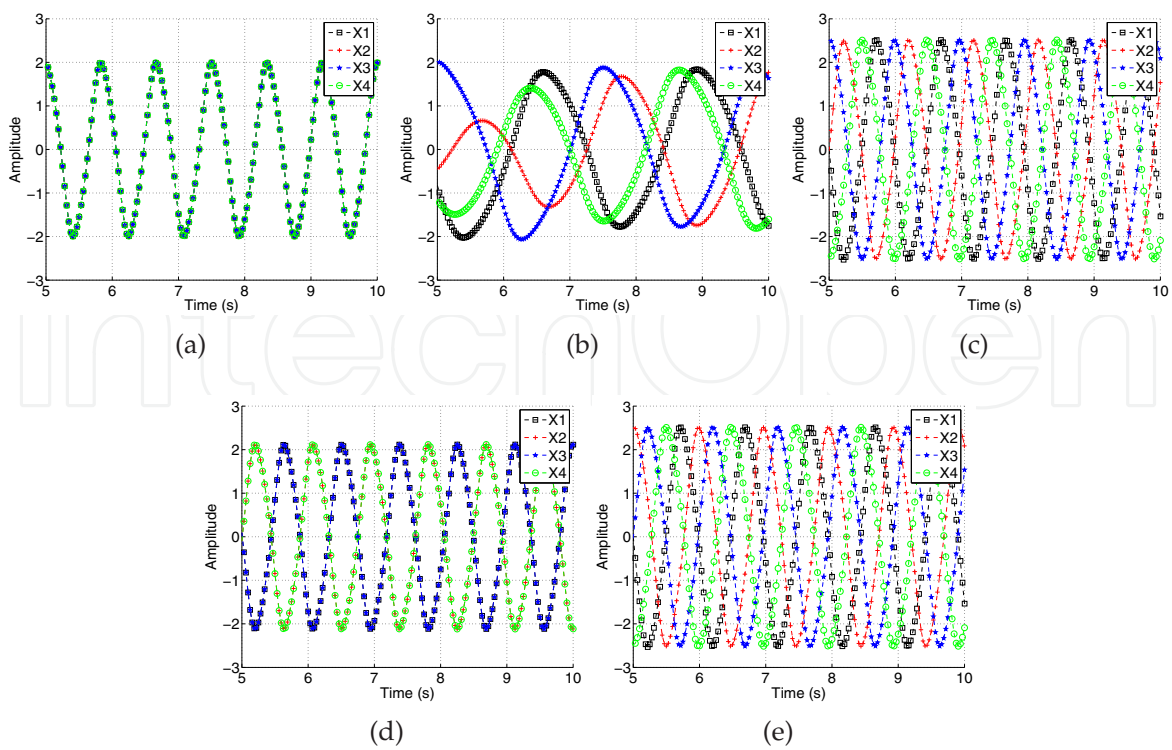 3
2
1
0
−1
−2
−3
Amplitude
5 6 7 8 9 10
Time (s)
X1
X2
X3
X4
(a)
3
2
1
0
−1
−2
−3
Amplitude
5 6 7 8 9 10
Time (s)
X1
X2
X3
X4
(b)
3
2
1
0
−1
−2
−3
Amplitude
5 6 7 8 9 10
Time (s)
X1
X2
X3
X4
(c)
IntechOpen
3
2
1
0
−1
−2
−3
Amplitude
5 6 7 8 9 10
Time (s)
X1
X2
X3
X4
(d)
3
2
1
0
−1
−2
−3
Amplitude
5 6 7 8 9 10
Time (s)
X1
X2
X3
X4
(e)